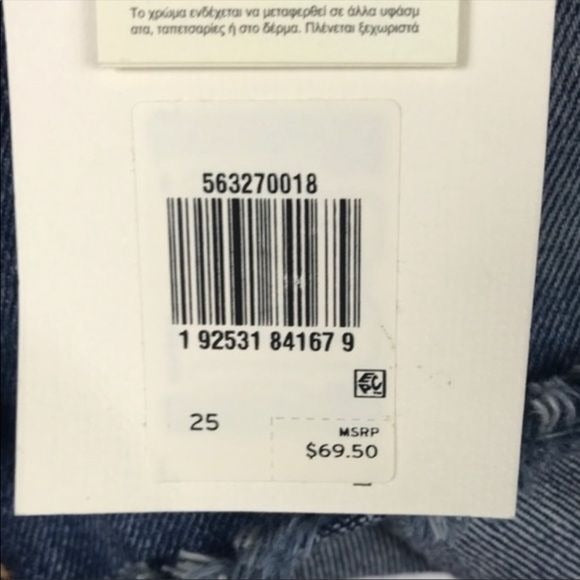 Το χρώμα ενδέχεται να μεταφερθεί σε άλλα υφάσμ
ατα, ταπετσαρίες ή στο δέρμα. Πλένεται ξεχωριστά
563270018
1 92531 84167 9
25
MSRP
$69.50